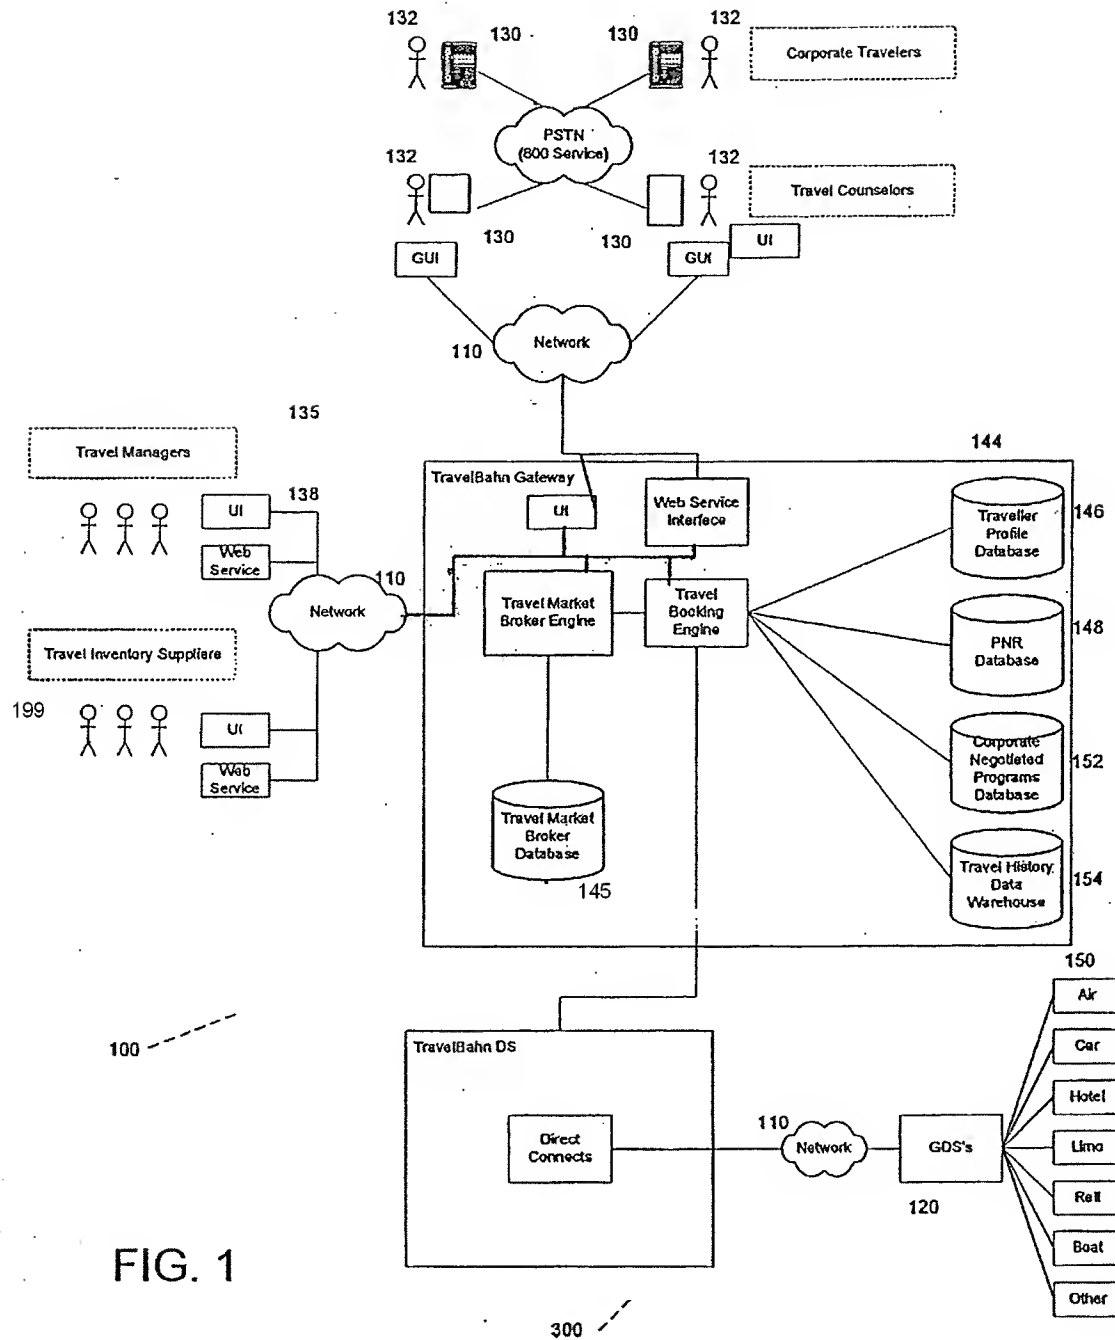 132
130
130
132
Corporate Travelers
PSTN
(800 Service)
132
132
Travel Counselors
130
130
UI
GUI
GUI
Network
110
135
Travel Managers
144
TravelBahn Gateway
138
UI
UI
Web Service
Interface
Traveller
Profile
Database
146
Web
Service
110
Network
Travel Market
Broker Engine
Travel
Booking
Engine
PNR
Database
148
Travel Inventory Suppliers
199
UI
Web
Service
Corporate
Negotiated
Programs
Database
152
Travel Market
Broker
Database
145
Travel History
Data
Warehouse
154
150
Air
100
TravelBahn DS
Car
Hotel
Direct
Connects
110
Network
GDS's
Limo
120
Rail
Boat
FIG. 1
Other
300